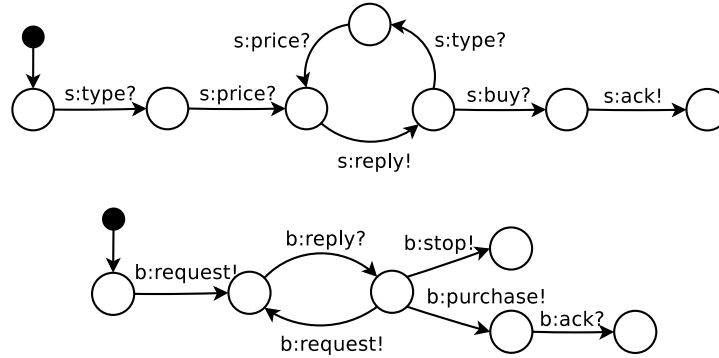 s:price?
s:type?
s:type?
s:price?
s:buy?
s:ack!
s:reply!
b:reply?
b:stop!
b:request!
b:purchase!
b:ack?
b:request!